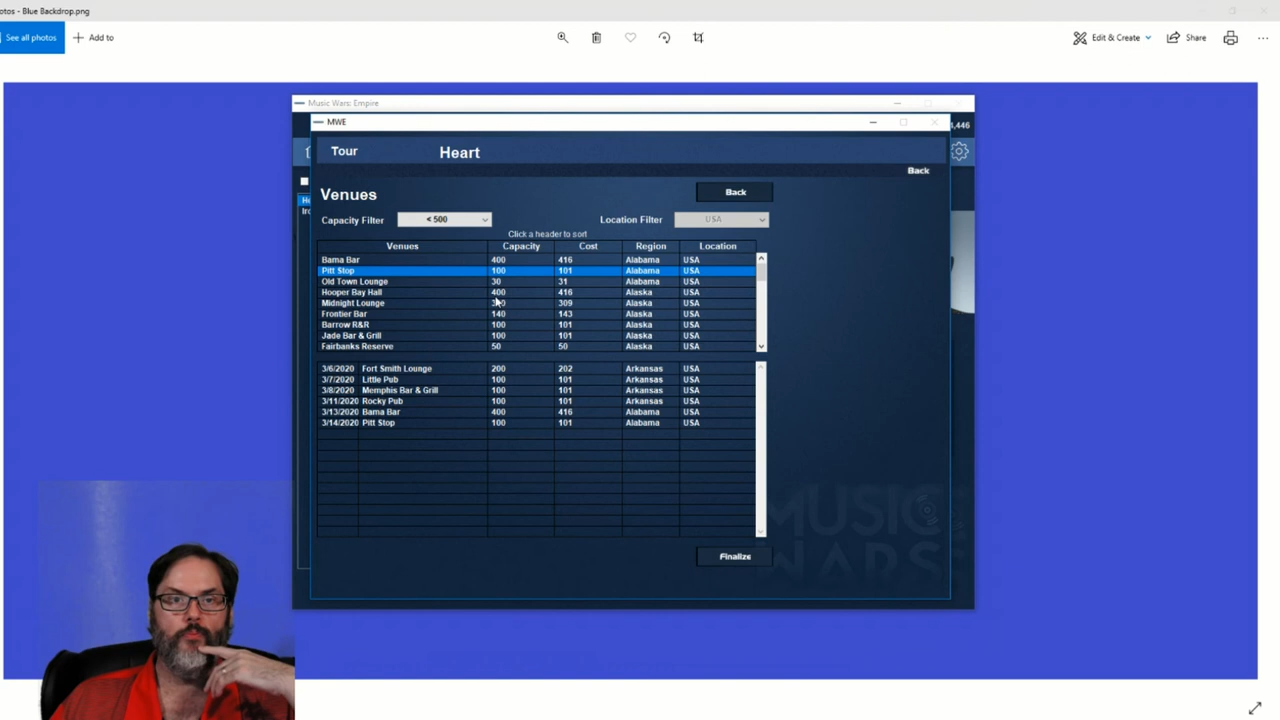 otos - Blue Backdrop.png
See all photos + Add to Edit & Create Share
Music Wars: Empire
MWE
Tour Heart
Back
Venues Back
Capacity Filter < 500 Location Filter USA
Click a header to sort
Venues Capacity Cost Region Location
Bama Bar 400 416 Alabama USA
Pitt Stop 100 101 Alabama USA
Old Town Lounge 30 31 Alabama USA
Hooper Bay Hall 400 416 Alaska USA
Midnight Lounge 309 Alaska USA
Frontier Bar 140 143 Alaska USA
Barrow R&R 100 101 Alaska USA
Jade Bar & Grill 100 101 Alaska USA
Fairbanks Reserve 50 50 Alaska USA
3/6/2020 Fort Smith Lounge 200 202 Arkansas USA
3/7/2020 Little Pub 100 101 Arkansas USA
3/8/2020 Memphis Bar & Grill 100 101 Arkansas USA
3/11/2020 Rocky Pub 100 101 Arkansas USA
3/13/2020 Bama Bar 400 416 Alabama USA
3/14/2020 Pitt Stop 100 101 Alabama USA
MUSIC
WARS
Finalize